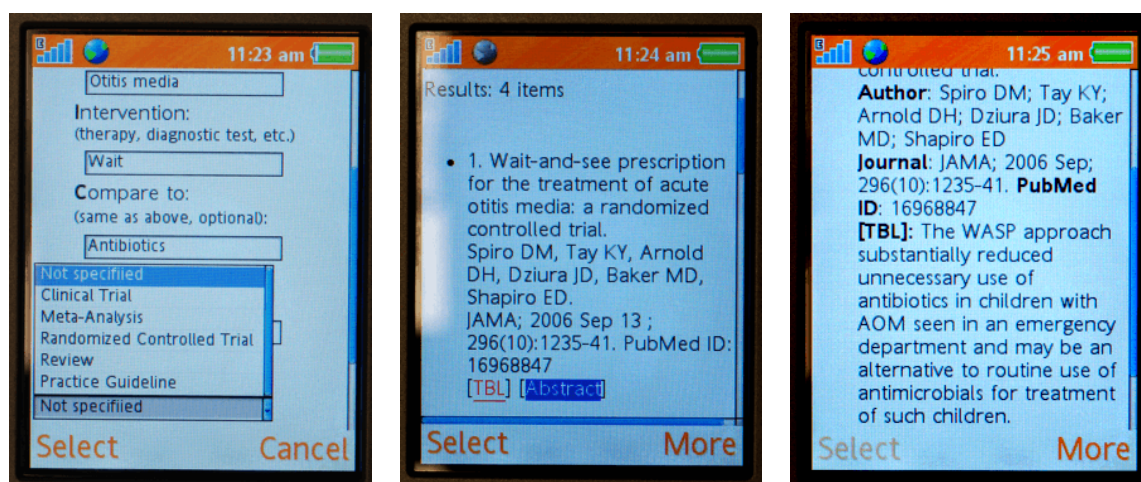 11:23 am
Otitis media
Intervention:
(therapy, diagnostic test, etc.)
Wait
Compare to:
(same as above, optional):
Antibiotics
Not specifiied
Clinical Trial
Meta-Analysis
Randomized Controlled Trial
Review
Practice Guideline
Not specifiied
Select Cancel
11:24 am
Results: 4 items
• 1. Wait-and-see prescription
for the treatment of acute
otitis media: a randomized
controlled trial.
Spiro DM, Tay KY, Arnold
DH, Dziura JD, Baker MD,
Shapiro ED.
JAMA; 2006 Sep 13 ;
296(10):1235-41. PubMed ID:
16968847
[TBL] [Abstract]
Select More
11:25 am
controlled trial.
Author: Spiro DM; Tay KY;
Arnold DH; Dziura JD; Baker
MD; Shapiro ED
Journal: JAMA; 2006 Sep;
296(10):1235-41. PubMed
ID: 16968847
[TBL]: The WASP approach
substantially reduced
unnecessary use of
antibiotics in children with
AOM seen in an emergency
department and may be an
alternative to routine use of
antimicrobials for treatment
of such children.
Select More